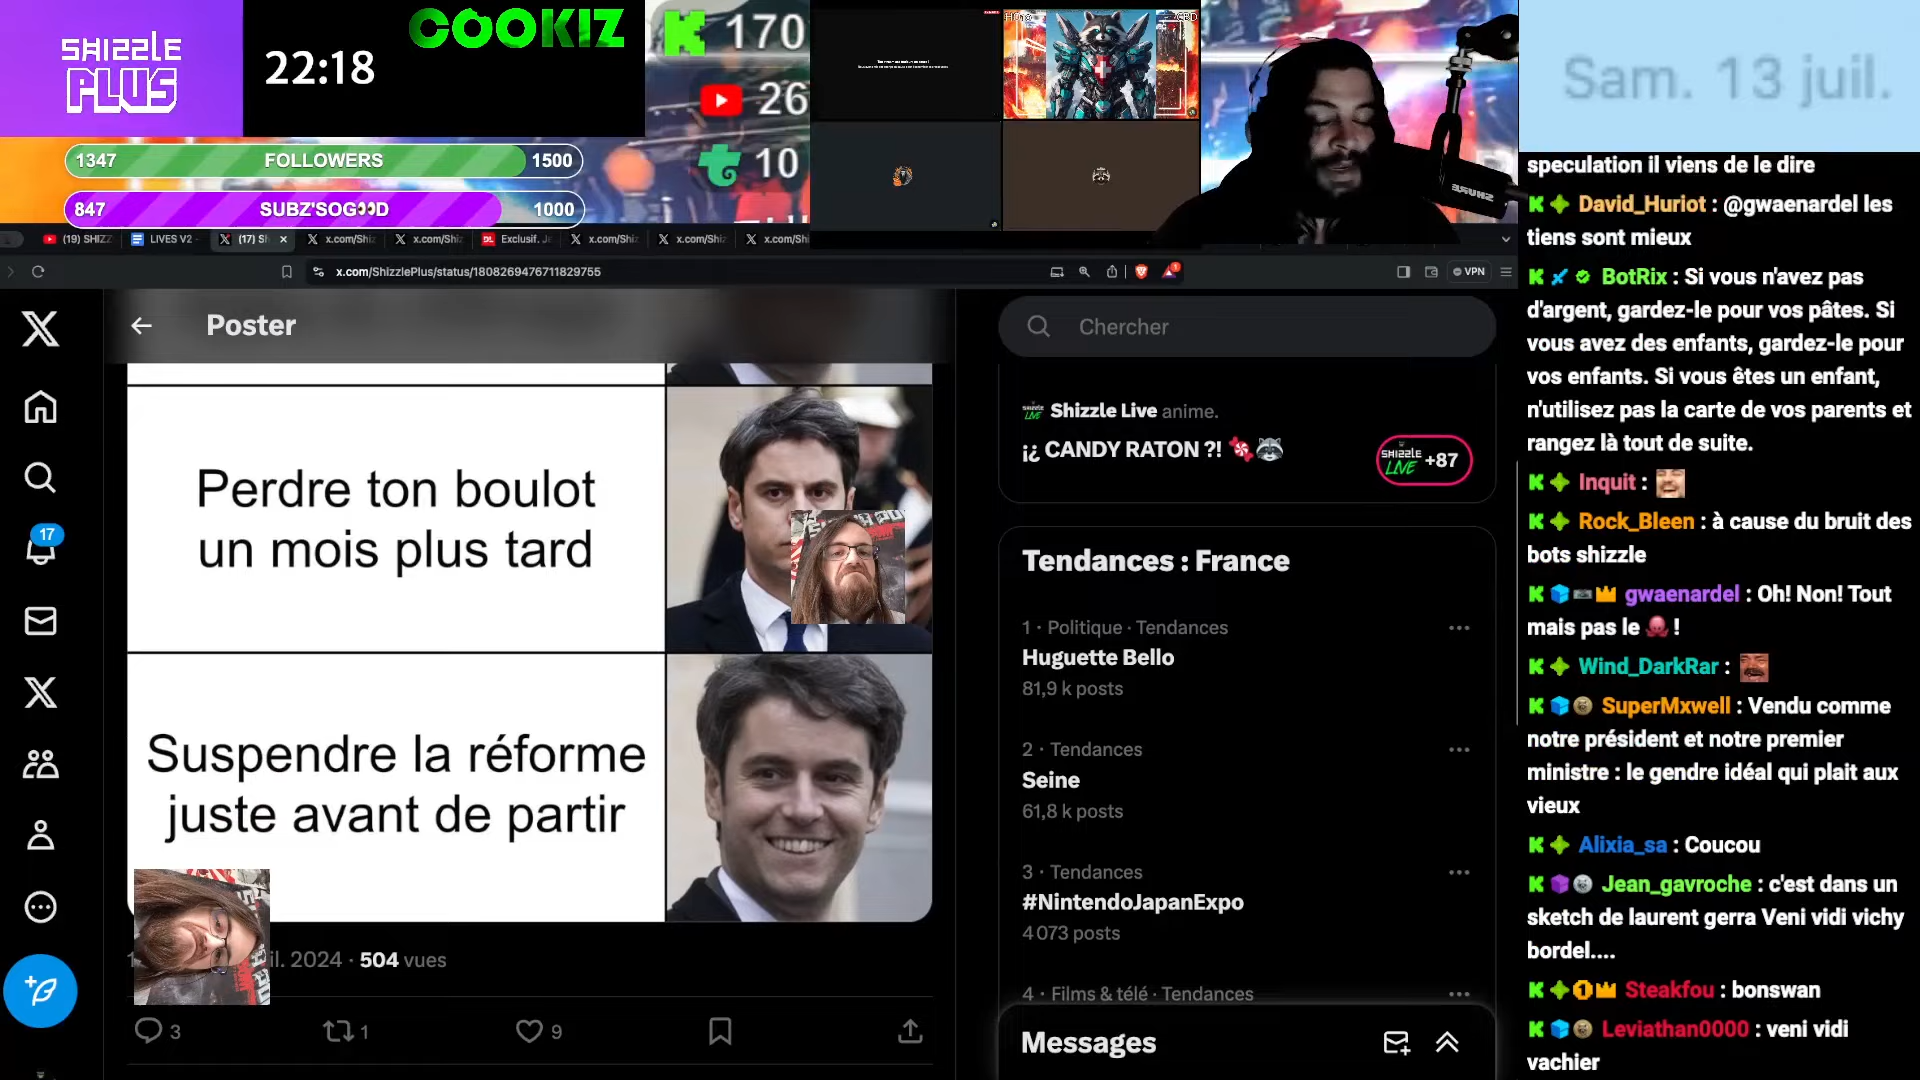 SHIZZLE
PLUS
22:18
COOKIZ
170
26
10
1347 FOLLOWERS 1500
847 SUBZ'SOG👀D 1000
SHURE
Sam. 13 juil.
(19) SHIZZ
LIVES V2
(17) S
x.com/Shiz
x.com/Shiz
Exclusif. J
x.com/Shiz
x.com/Shiz
x.com/Shi
x.com/ShizzlePlus/status/1808269476711829755
VPN
Poster
17
Perdre ton boulot
un mois plus tard
Suspendre la réforme
juste avant de partir
il. 2024 · 504 vues
3
1
9
Chercher
Shizzle Live anime.
¡¿ CANDY RATON ?! 🍬🦝
SHIZZLE
LIVE +87
Tendances : France
1 · Politique · Tendances
Huguette Bello
81,9 k posts
2 · Tendances
Seine
61,8 k posts
3 · Tendances
#NintendoJapanExpo
4 073 posts
4 · Films & télé · Tendances
Messages
speculation il viens de le dire
David_Huriot : @gwaenardel les
tiens sont mieux
BotRix : Si vous n'avez pas
d'argent, gardez-le pour vos pâtes. Si
vous avez des enfants, gardez-le pour
vos enfants. Si vous êtes un enfant,
n'utilisez pas la carte de vos parents et
rangez là tout de suite.
Inquit :
Rock_Bleen : à cause du bruit des
bots shizzle
gwaenardel : Oh! Non! Tout
mais pas le 🐙 !
Wind_DarkRar :
SuperMxwell : Vendu comme
notre président et notre premier
ministre : le gendre idéal qui plait aux
vieux
Alixia_sa : Coucou
Jean_gavroche : c'est dans un
sketch de laurent gerra Veni vidi vichy
bordel....
Steakfou : bonswan
Leviathan0000 : veni vidi
vachier